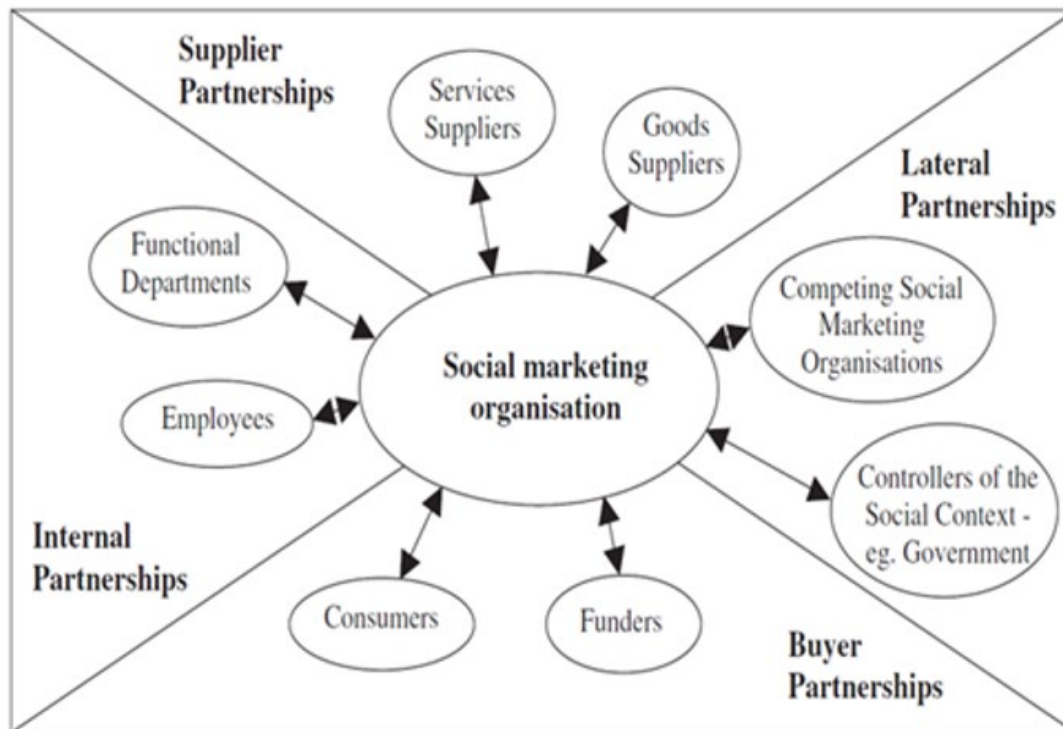 Supplier
Partnerships
Services
Suppliers
Goods
Suppliers
Lateral
Partnerships
Functional
Departments
Competing Social
Marketing
Organisations
Social marketing
organisation
Employees
Controllers of the
Social Context -
eg. Government
Internal
Partnerships
Consumers
Funders
Buyer
Partnerships